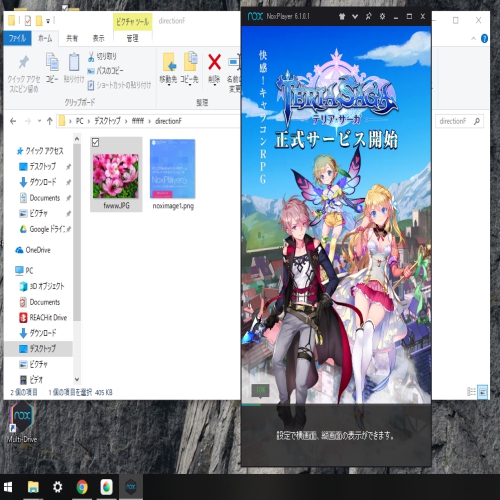 ピクチャ ツール
directionF
ファイル
ホーム
共有
表示
管理
クイック アクセス
にピン留め
コピー
貼り付け
切り取り
パスのコピー
ショートカットの貼り付け
クリップボード
移動先
コピー先
削除
名前の
変更
整理
PC
デスクトップ
directionF
directionF
クイック アクセス
デスクトップ
ダウンロード
Documents
ピクチャ
Google ドライ
OneDrive
PC
3D オブジェクト
Documents
REACHit Drive
ダウンロード
デスクトップ
ピクチャ
ビデオ
fwww.JPG
noximage1.png
NoxPlayer
2 個の項目
1 個の項目を選択 405 KB
nox
Multi-Drive
nox
NoxPlayer 6.1.0.1
快感！キャラコンRPG
TERRA SAGA
テリア・サーガ
正式サービス開始
設定で横画面、縦画面の表示ができます。
nox